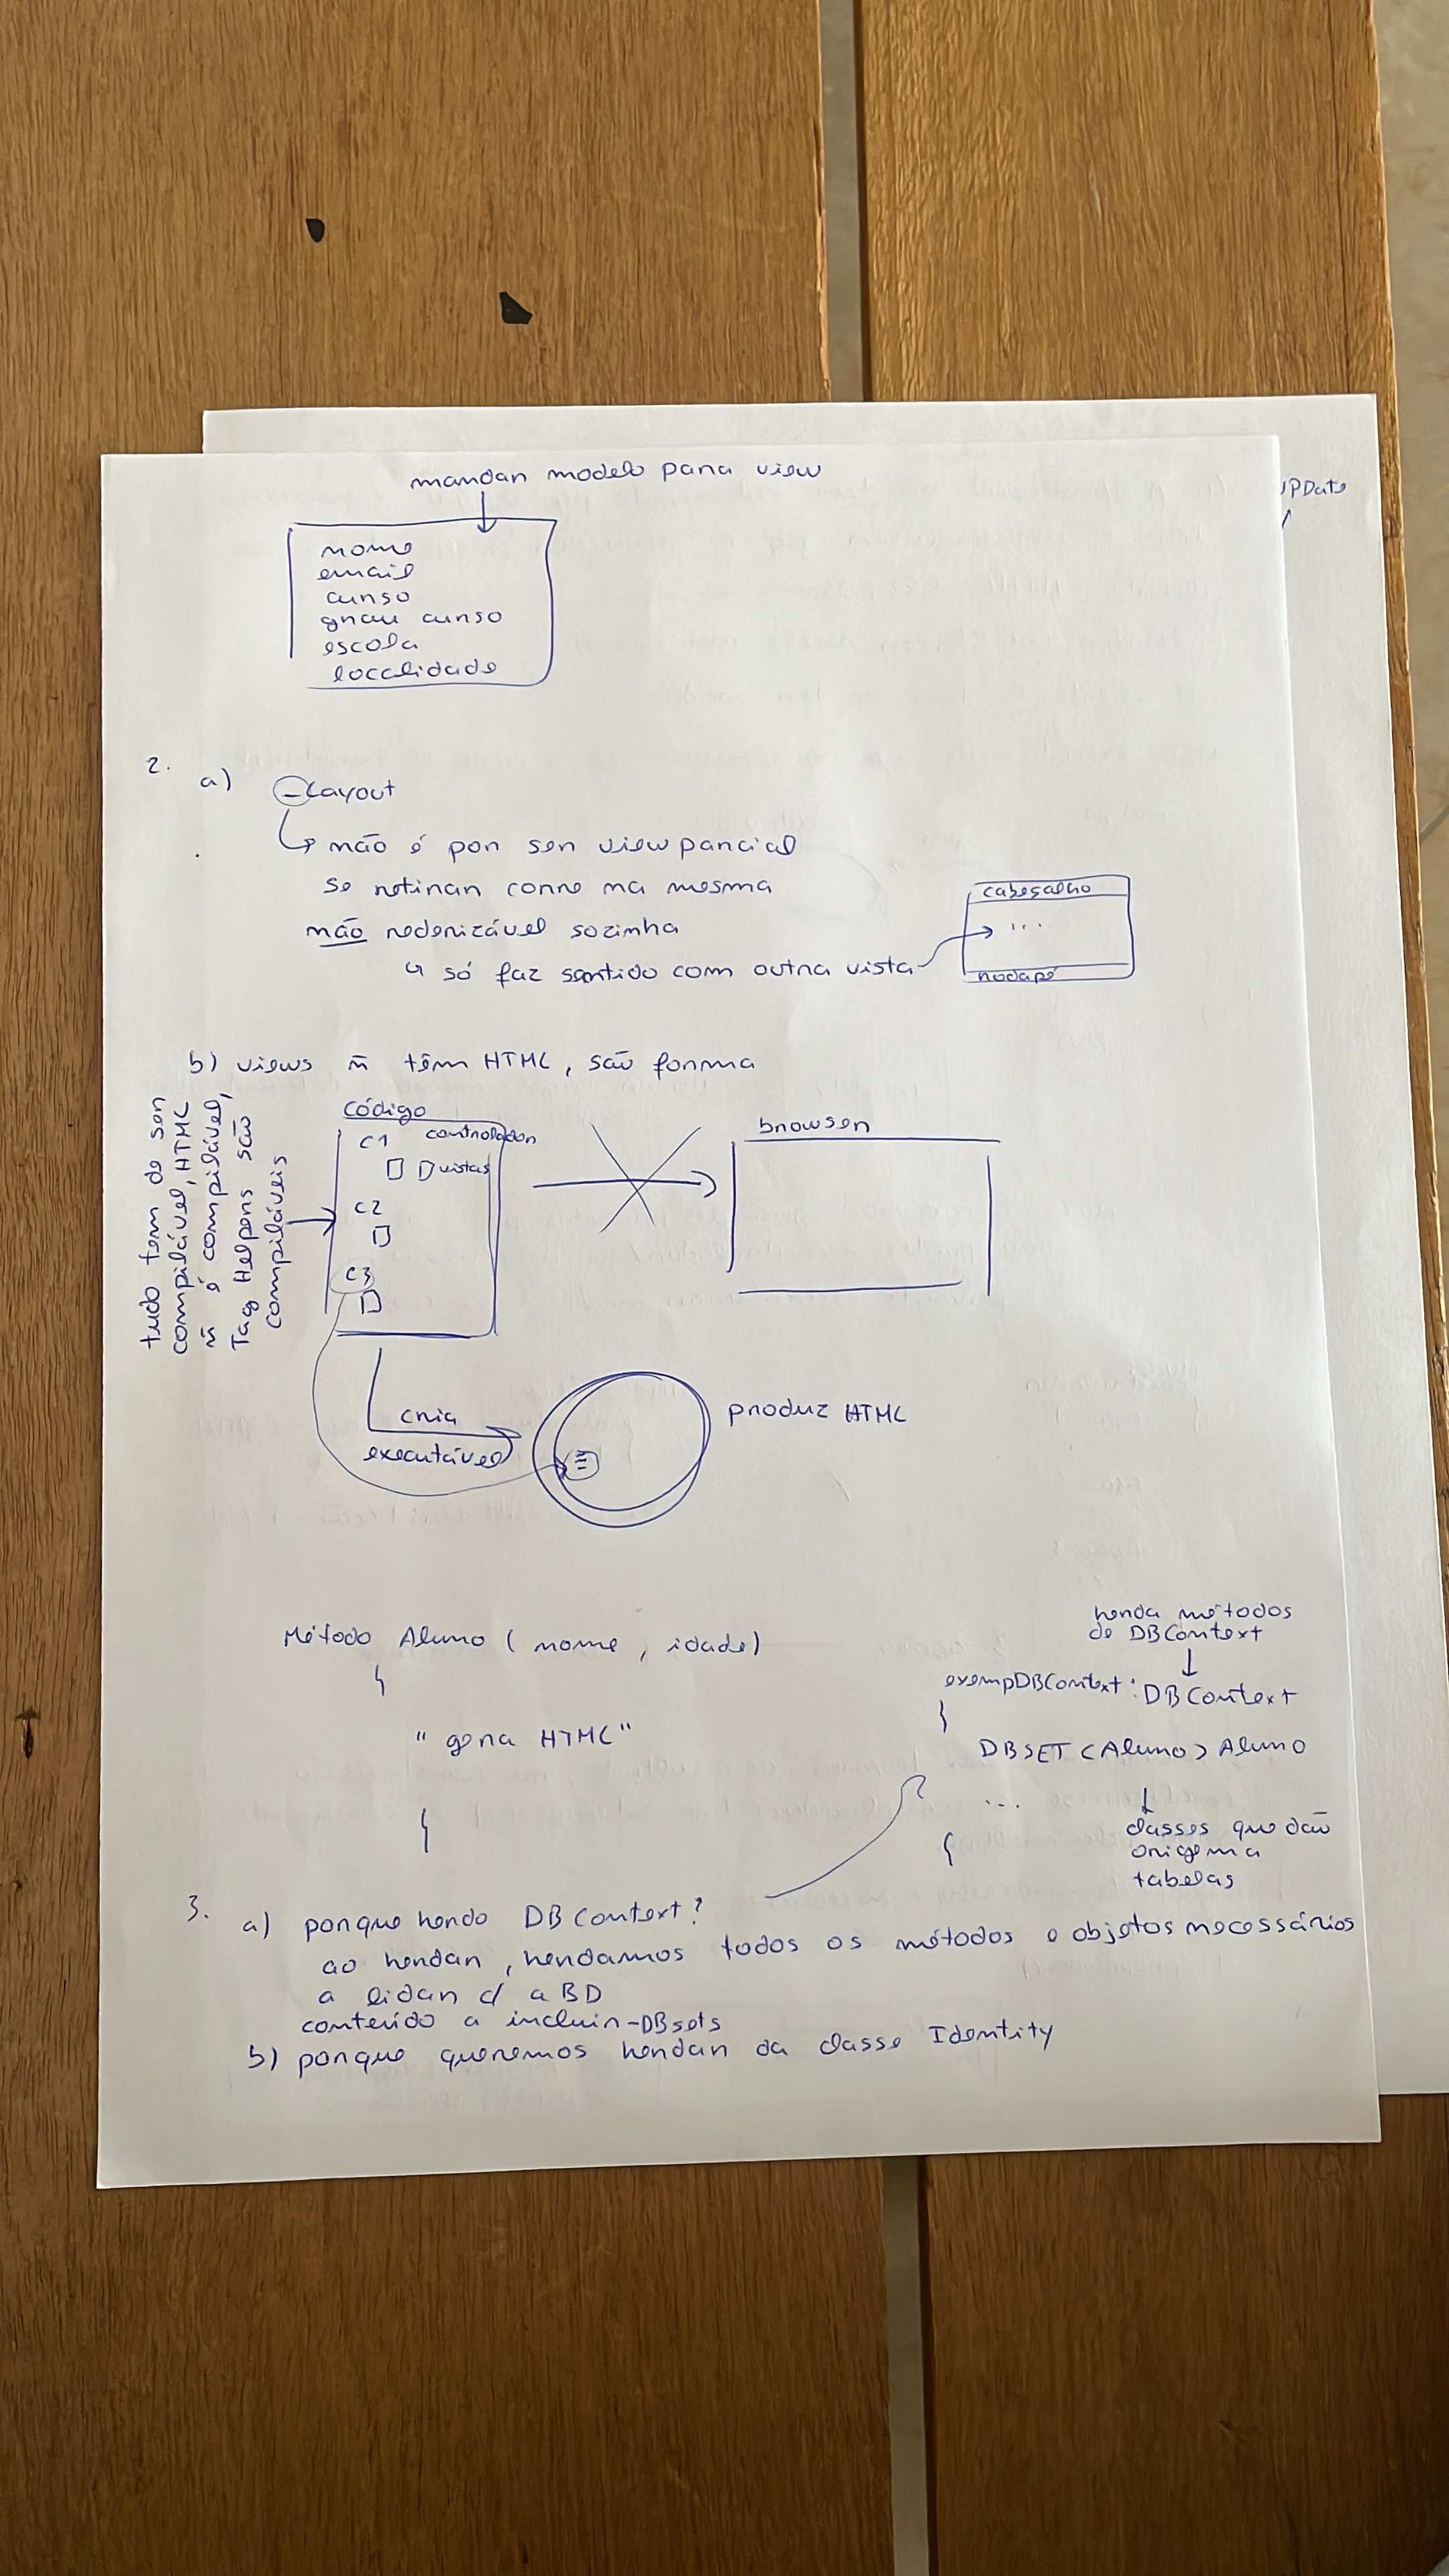 mandar modelo para view
nome
email
curso
grau curso
escola
localidade
UPDate
2.
a) _Layout
↳ não é por ser view parcial
se retirar corre na mesma
não rederizável sozinha
↳ só faz sentido com outra vista
cabeçalho
...
rodapé
b) views ñ têm HTML, são forma
tudo tem de ser
compilável, HTML
ñ é compilável,
Tag Helpers são
compiláveis
código
C1 controlador
vistas
C2
C3
browser
cria
executável
produz HTML
Método Aluno (nome, idade)
{
"gera HTML"
}
herda métodos
de DBContext
exempDBContext : DBContext
{
DBSET <Aluno> Aluno
...
}
classes que dão
origem a
tabelas
3.
a) porque herdo DBContext?
ao herdar, herdamos todos os métodos e objetos necessários
a lidar c/ a BD
conteúdo a incluir - DBsets
b) porque queremos herdar da classe Identity